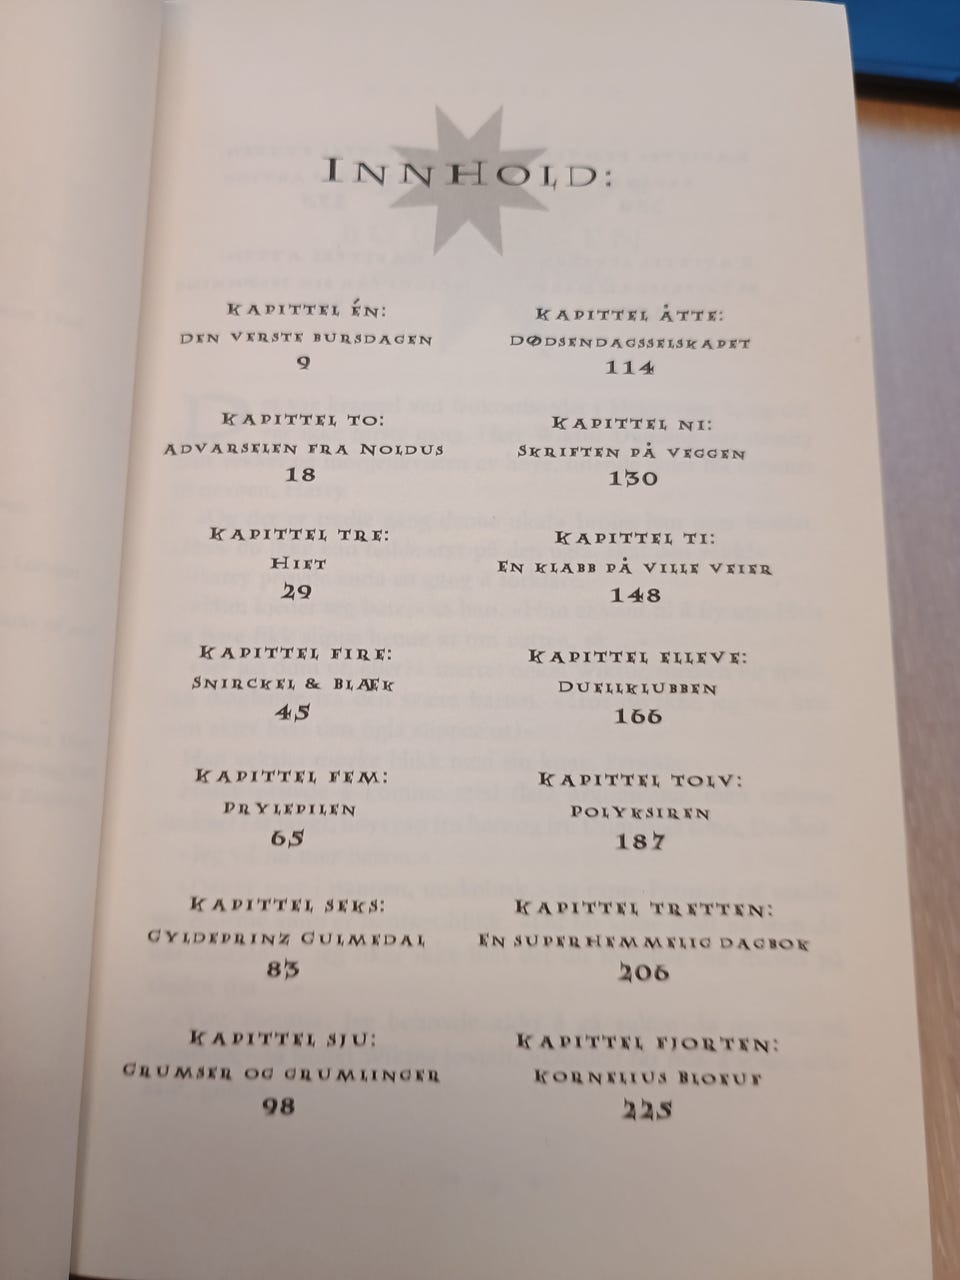 INNHOLD:
KAPITTEL ÉN:
DEN VERSTE BURSDAGEN
9
KAPITTEL TO:
ADVARSELEN FRA NOLDUS
18
KAPITTEL TRE:
HIET
29
KAPITTEL FIRE:
SNIRCKEL & BLÆK
45
KAPITTEL FEM:
PRYLEPILEN
65
KAPITTEL SEKS:
GYLDEPRINZ GULMEDAL
83
KAPITTEL SJU:
GRUMSER OG GRUMLINGER
98
KAPITTEL ÅTTE:
DØDSENDAGSSELSKAPET
114
KAPITTEL NI:
SKRIFTEN PÅ VEGGEN
130
KAPITTEL TI:
EN KLABB PÅ VILLE VEIER
148
KAPITTEL ELLEVE:
DUELLKLUBBEN
166
KAPITTEL TOLV:
POLYKSIREN
187
KAPITTEL TRETTEN:
EN SUPERHEMMELIG DAGBOK
206
KAPITTEL FJORTEN:
KORNELIUS BLOEUF
225